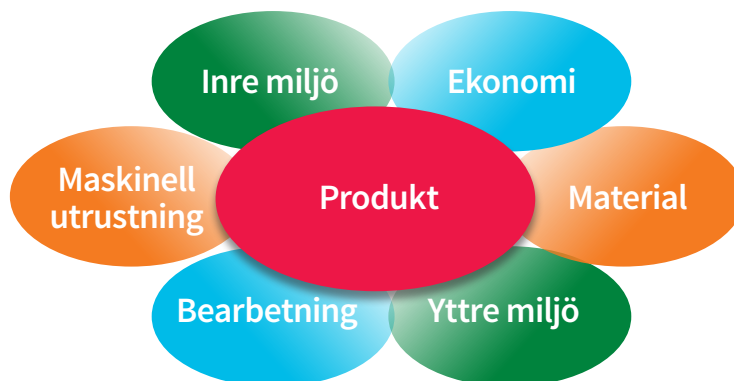 Inre miljö
Ekonomi
Maskinell
utrustning
Produkt
Material
Bearbetning
Yttre miljö